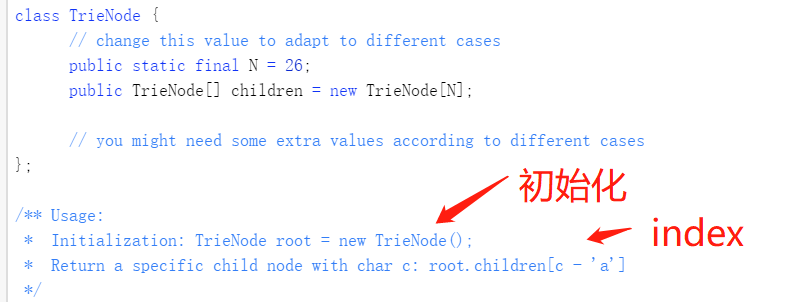 class TrieNode {
// change this value to adapt to different cases
public static final N = 26;
public TrieNode[] children = new TrieNode[N];
// you might need some extra values according to different cases
};
初始化
/** Usage:
index
* Initialization: TrieNode root = new TrieNode();
* Return a specific child node with char c: root.children[c - 'a']
*/